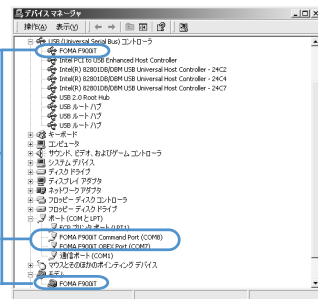 デバイス マネージャ
操作(A) 表示(V)
USB (Universal Serial Bus) コントローラ
FOMA F900iT
Intel PCI to USB Enhanced Host Controller
Intel(R) 82801DB/DBM USB Universal Host Controller - 24C2
Intel(R) 82801DB/DBM USB Universal Host Controller - 24C4
Intel(R) 82801DB/DBM USB Universal Host Controller - 24C7
USB 2.0 Root Hub
USB ルート ハブ
USB ルート ハブ
USB ルート ハブ
キーボード
コンピュータ
サウンド、ビデオ、およびゲーム コントローラ
システム デバイス
ディスク ドライブ
ディスプレイ アダプタ
ネットワーク アダプタ
フロッピー ディスク コントローラ
フロッピー ディスク ドライブ
ポート (COM と LPT)
ECP プリンタ ポート (LPT1)
FOMA F900iT Command Port (COM8)
FOMA F900iT OBEX Port (COM7)
通信ポート (COM1)
マウスとそのほかのポインティング デバイス
モデム
FOMA F900iT